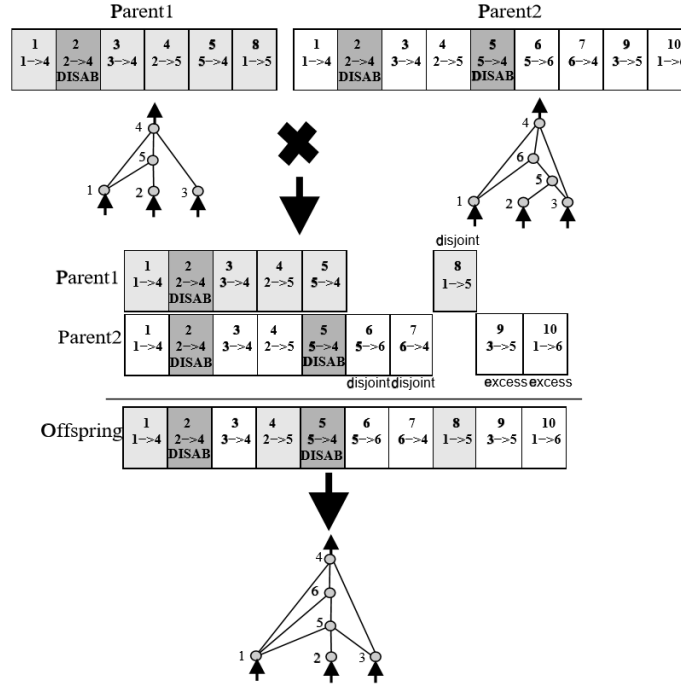 Parent1
Parent2
1 2 3 4 5 8
1->4 2->4 3->4 2->5 5->4 1->5
DISAB
1 2 3 4 5 6 7 9 10
1->4 2->4 3->4 2->5 5->4 5->6 6->4 3->5 1->6
DISAB DISAB
4
5
1 2 3
4
6
5
1 2 3
disjoint
Parent1
1 2 3 4 5 8
1->4 2->4 3->4 2->5 5->4 1->5
DISAB
Parent2
1 2 3 4 5 6 7 9 10
1->4 2->4 3->4 2->5 5->4 5->6 6->4 3->5 1->6
DISAB DISAB
disjoint disjoint excess excess
Offspring
1 2 3 4 5 6 7 8 9 10
1->4 2->4 3->4 2->5 5->4 5->6 6->4 1->5 3->5 1->6
DISAB DISAB
4
6
5
1 2 3